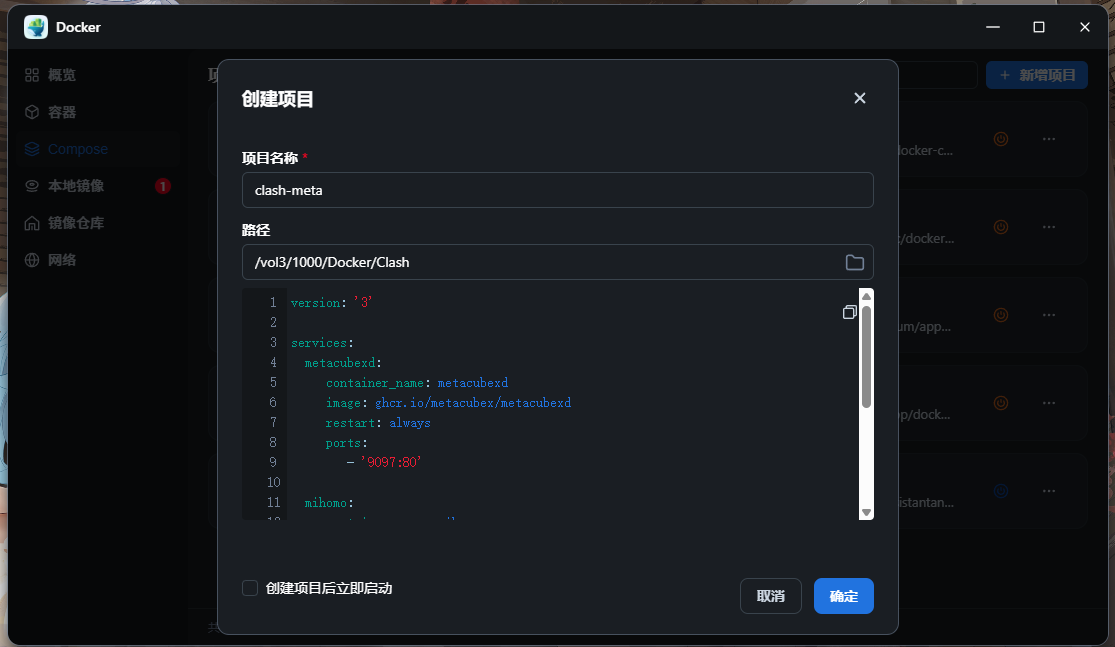 Docker
概览
容器
Compose
本地镜像
1
镜像仓库
网络
新增项目
创建项目
项目名称 *
clash-meta
路径
/vol3/1000/Docker/Clash
1 version: '3'
2
3 services:
4 metacubexd:
5 container_name: metacubexd
6 image: ghcr.io/metacubex/metacubexd
7 restart: always
8 ports:
9 - '9097:80'
10
11 mihomo:
创建项目后立即启动
取消
确定
docker-c...
:/docker...
um/app...
op/dock...
sistantan...
共